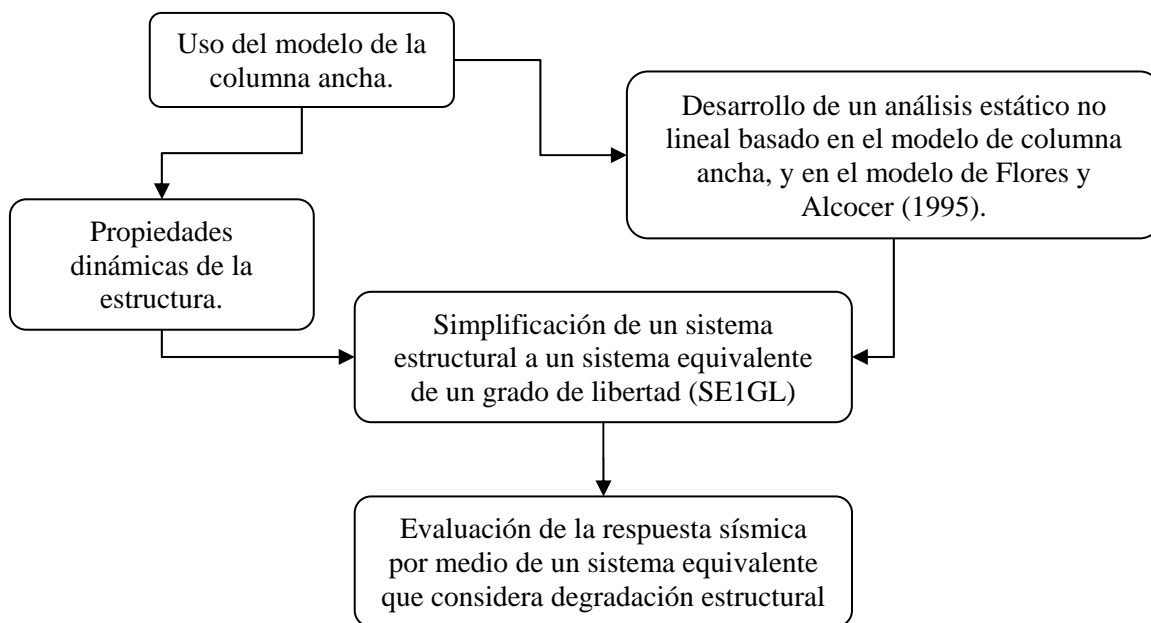 Uso del modelo de la
columna ancha.
Desarrollo de un análisis estático no
lineal basado en el modelo de columna
ancha, y en el modelo de Flores y
Alcocer (1995).
Propiedades
dinámicas de la
estructura.
Simplificación de un sistema
estructural a un sistema equivalente
de un grado de libertad (SE1GL)
Evaluación de la respuesta sísmica
por medio de un sistema equivalente
que considera degradación estructural